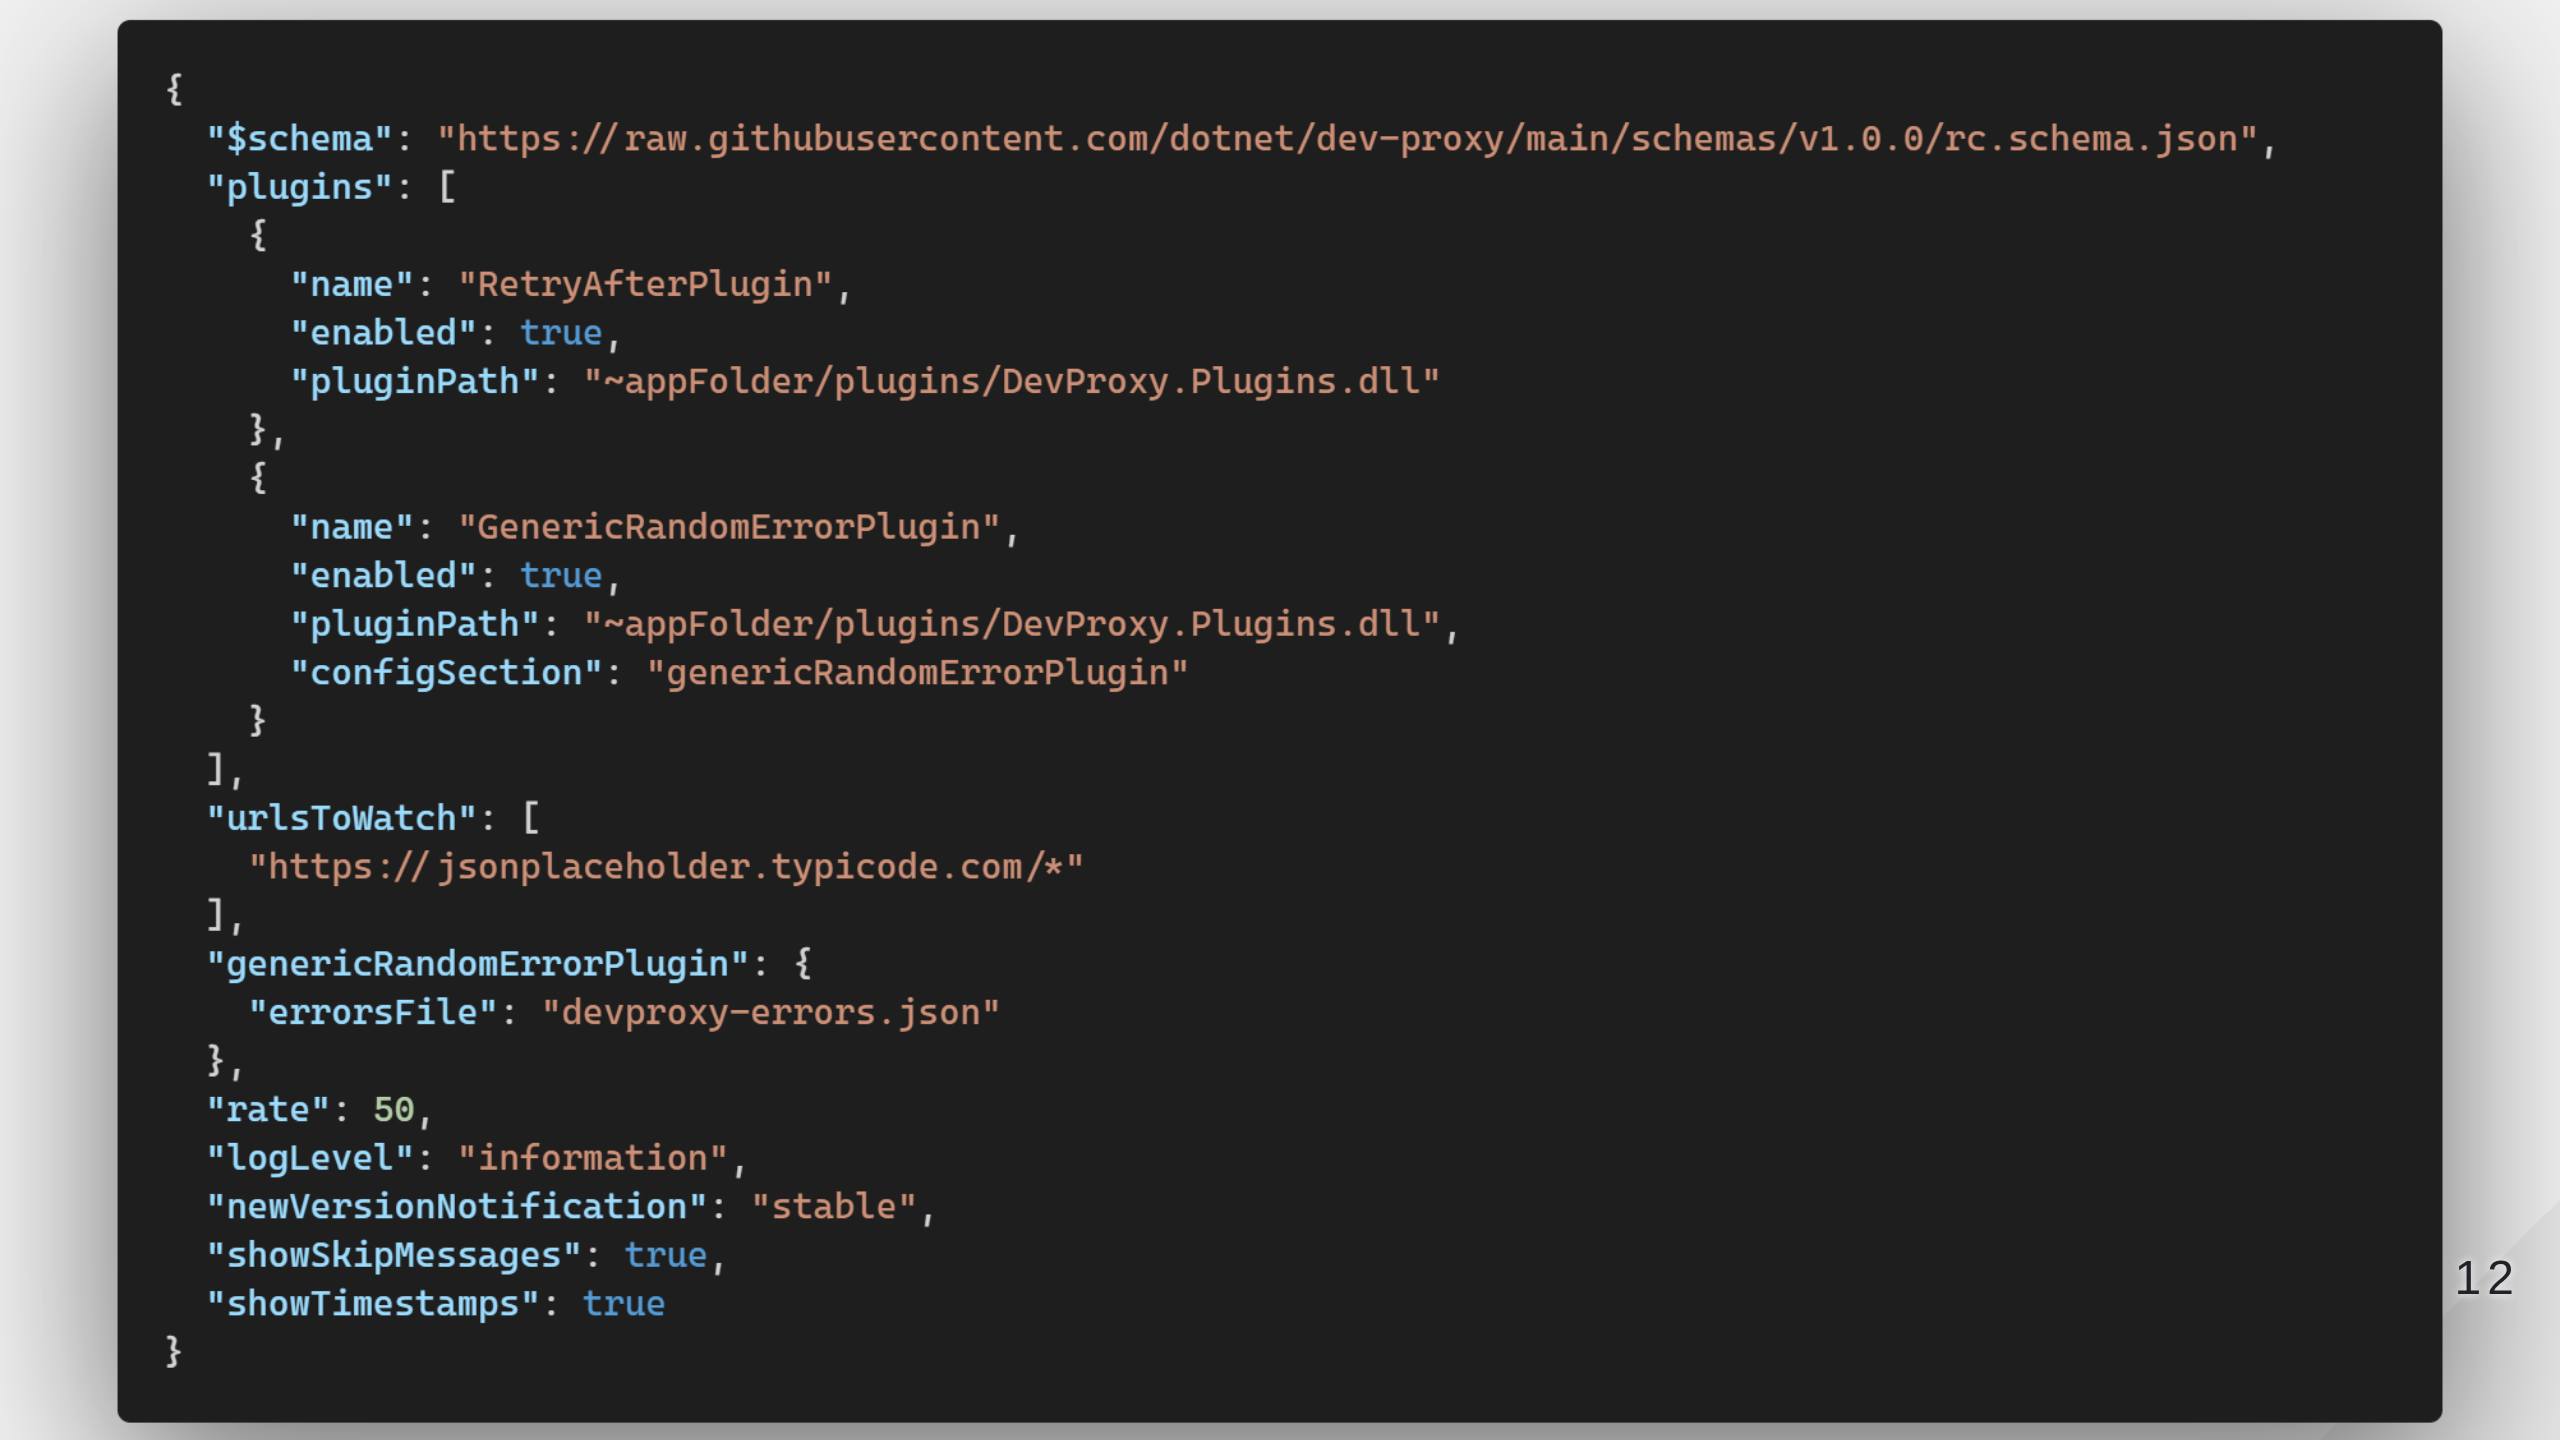 {
  "$schema": "https://raw.githubusercontent.com/dotnet/dev-proxy/main/schemas/v1.0.0/rc.schema.json",
  "plugins": [
    {
      "name": "RetryAfterPlugin",
      "enabled": true,
      "pluginPath": "~appFolder/plugins/DevProxy.Plugins.dll"
    },
    {
      "name": "GenericRandomErrorPlugin",
      "enabled": true,
      "pluginPath": "~appFolder/plugins/DevProxy.Plugins.dll",
      "configSection": "genericRandomErrorPlugin"
    }
  ],
  "urlsToWatch": [
    "https://jsonplaceholder.typicode.com/*"
  ],
  "genericRandomErrorPlugin": {
    "errorsFile": "devproxy-errors.json"
  },
  "rate": 50,
  "logLevel": "information",
  "newVersionNotification": "stable",
  "showSkipMessages": true,
  "showTimestamps": true
}
12